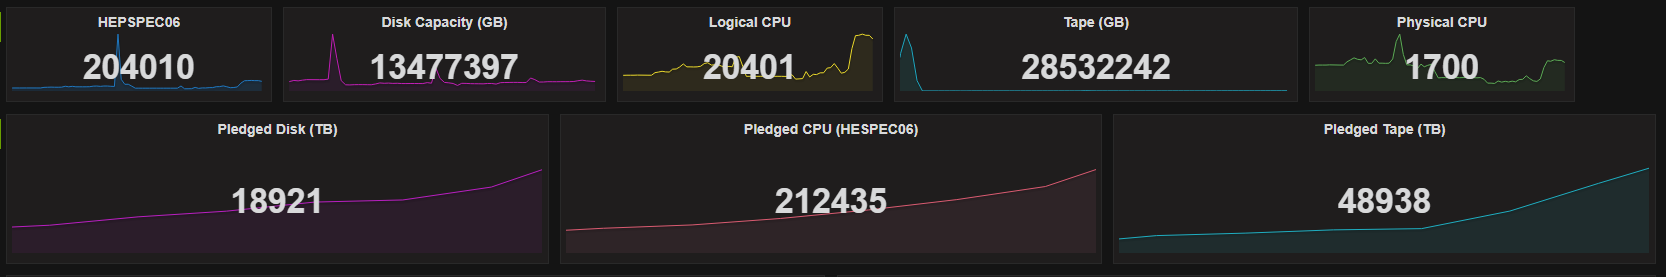 HEPSPEC06
204010
Disk Capacity (GB)
13477397
Logical CPU
20401
Tape (GB)
28532242
Physical CPU
1700
Pledged Disk (TB)
18921
Pledged CPU (HESPEC06)
212435
Pledged Tape (TB)
48938